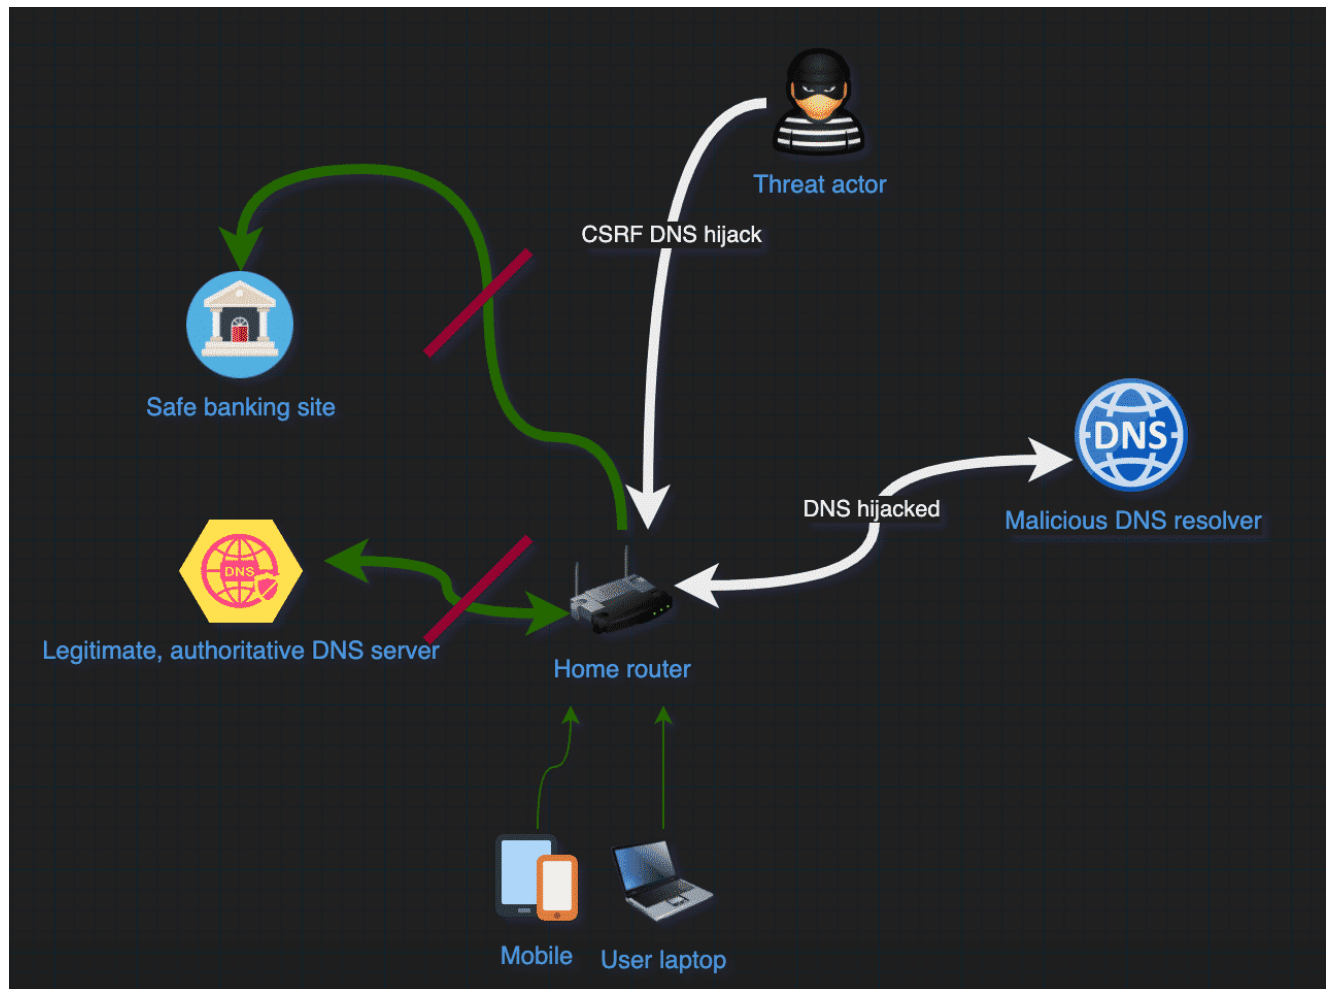 Threat actor
CSRF DNS hijack
Safe banking site
DNS
DNS hijacked
Malicious DNS resolver
DNS
Legitimate, authoritative DNS server
Home router
Mobile
User laptop